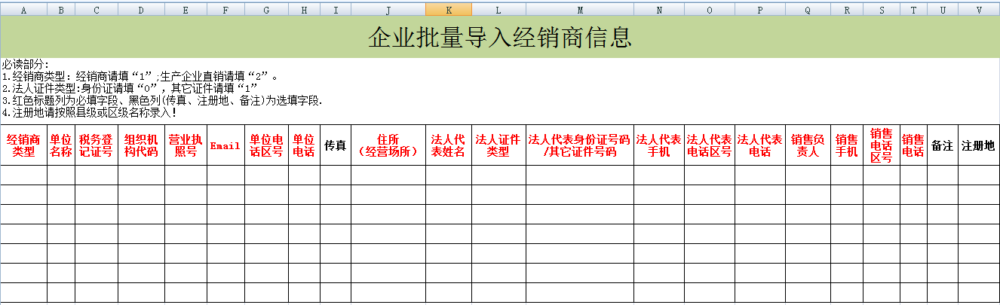 A B C D E F G H I J K L M N O P Q R S T U V
企业批量导入经销商信息
必读部分:
1.经销商类型: 经销商请填“1”;生产企业直销请填“2”。
2.法人证件类型:身份证请填“0”，其它证件请填“1”
3.红色标题列为必填字段、黑色列(传真、注册地、备注)为选填字段.
4.注册地请按照县级或区级名称录入!
经销商
类型
单位
名称
税务登
记证号
组织机
构代码
营业执
照号
Email
单位电
话区号
单位
电话
传真
住所
（经营场所）
法人代
表姓名
法人证件
类型
法人代表身份证号码
/其它证件号码
法人代表
手机
法人代表
电话区号
法人代表
电话
销售负
责人
销售
手机
销售
电话
区号
销售
电话
备注
注册地